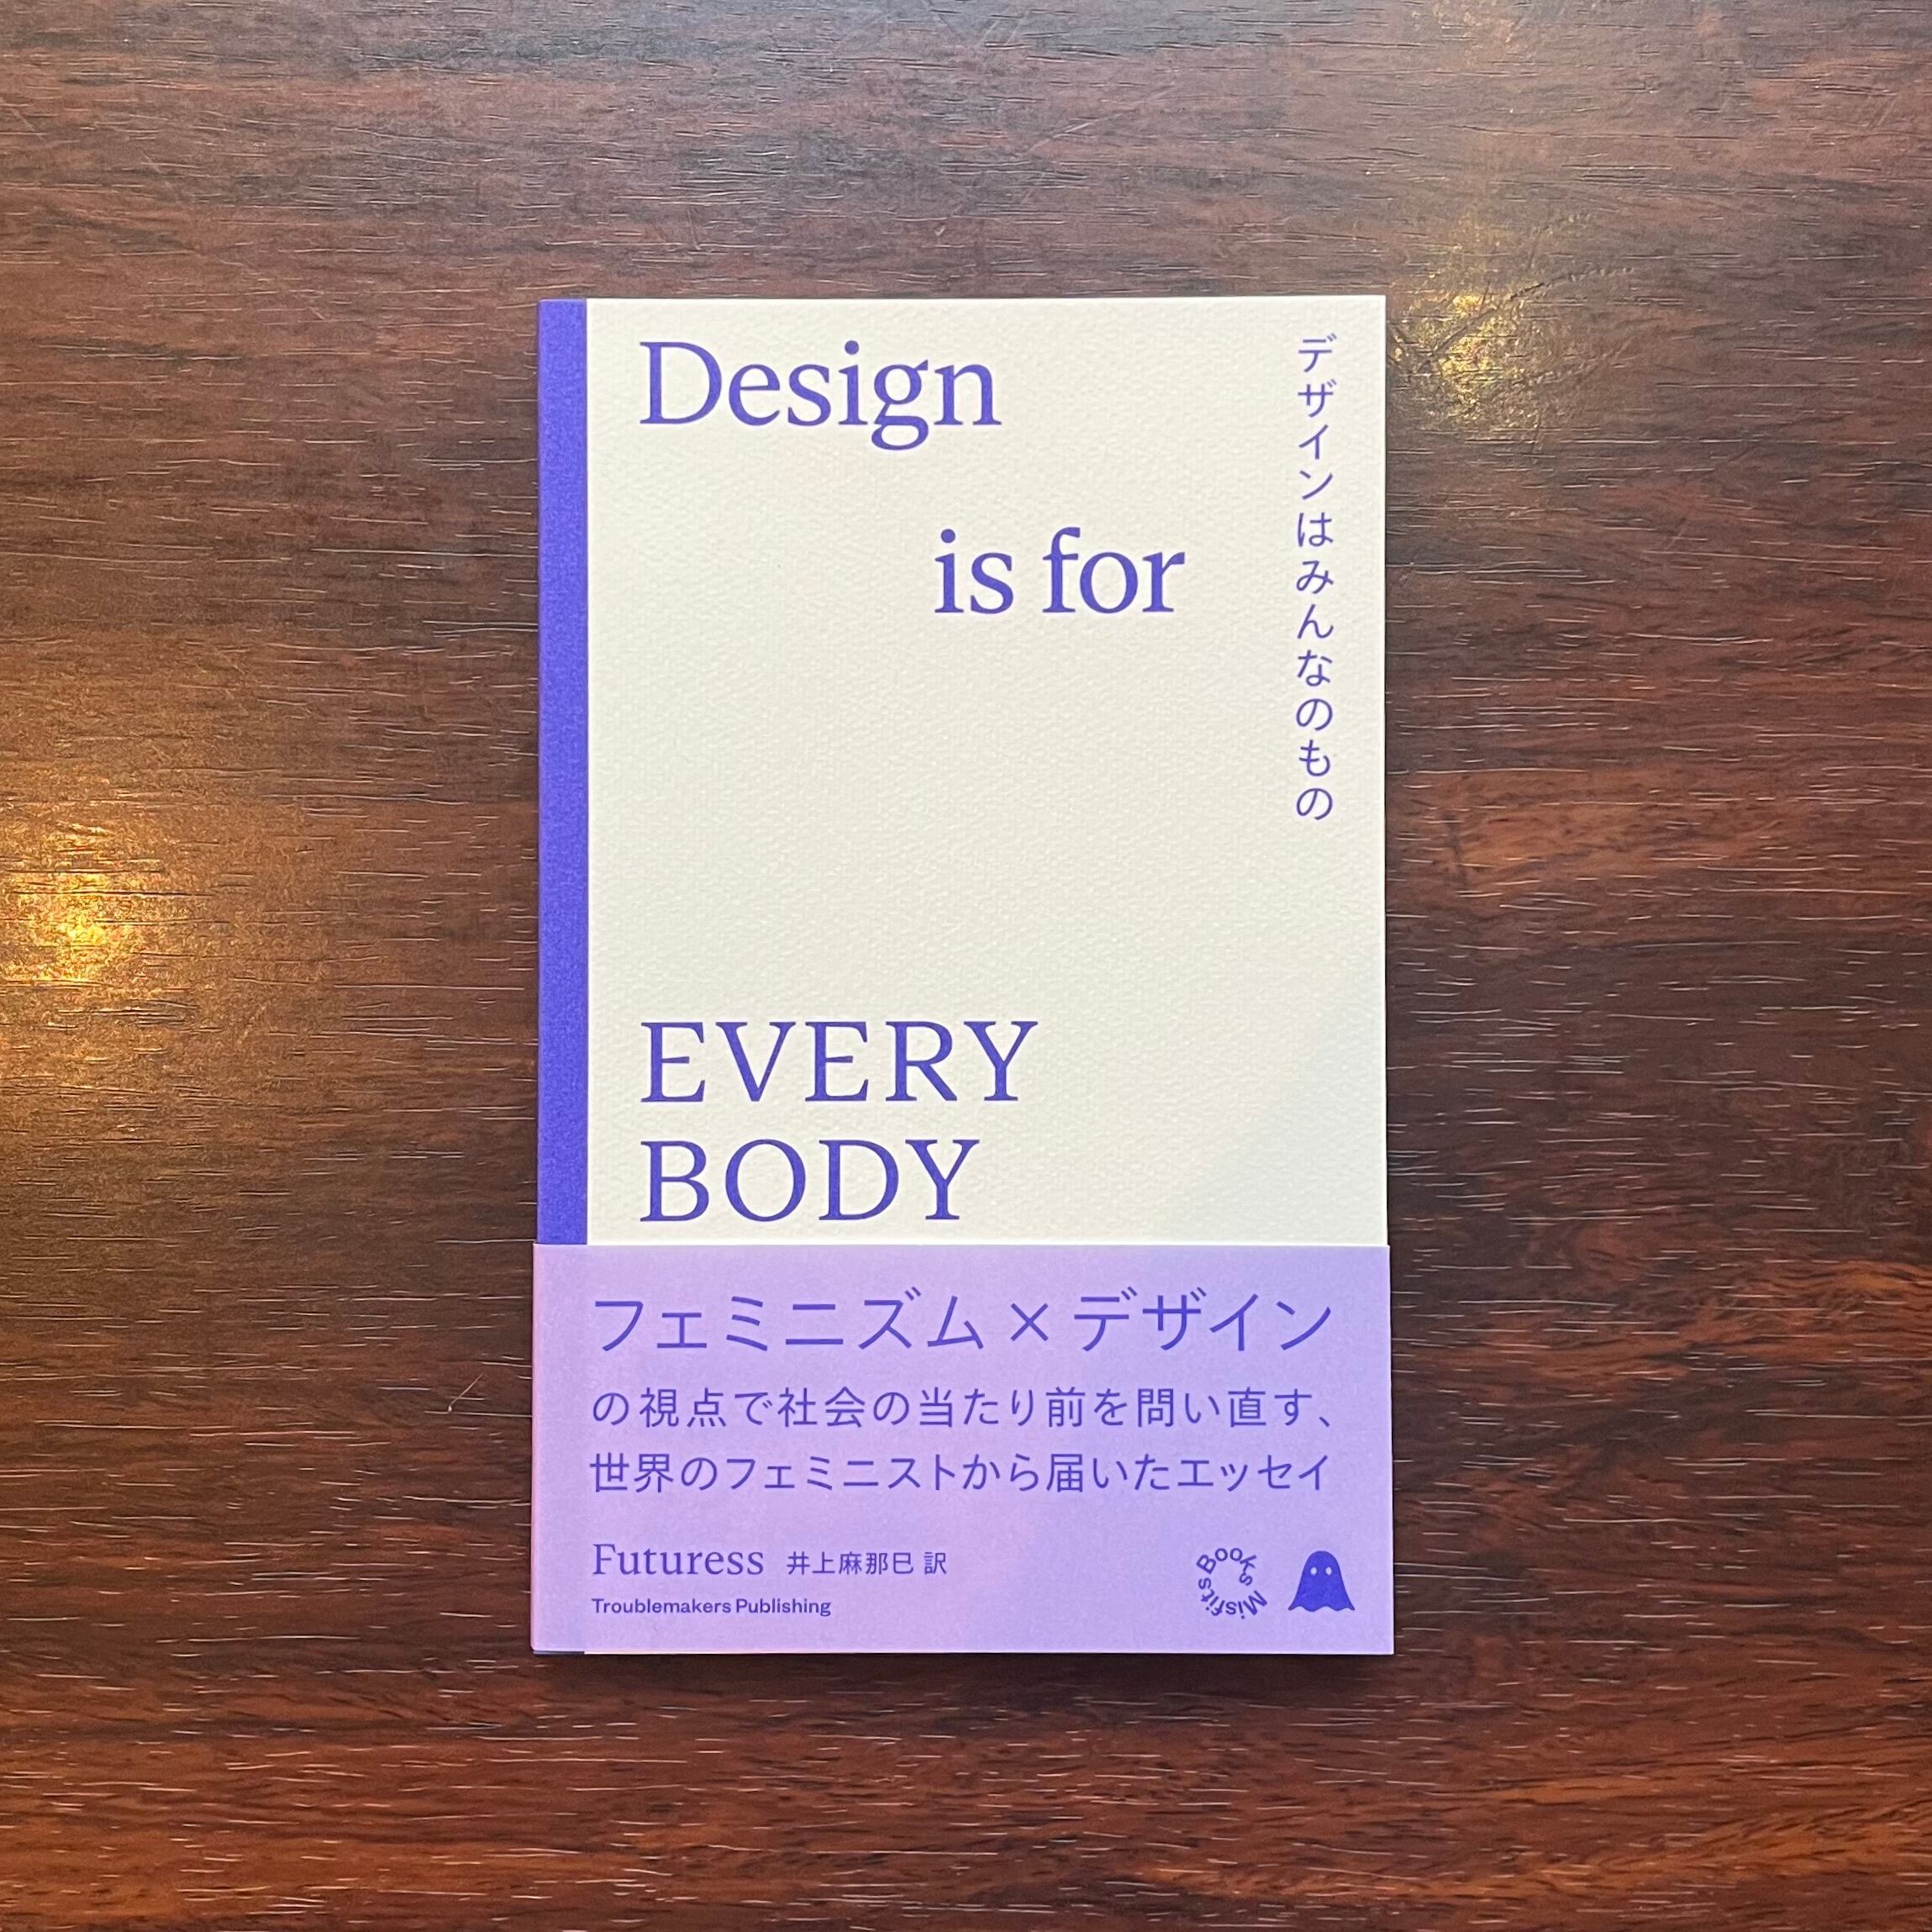 Design
is for
EVERY
BODY
デザインはみんなのもの
フェミニズム×デザイン
の視点で社会の当たり前を問い直す、
世界のフェミニストから届いたエッセイ
Futuress 井上麻那巳 訳
Troublemakers Publishing
Books Misfits